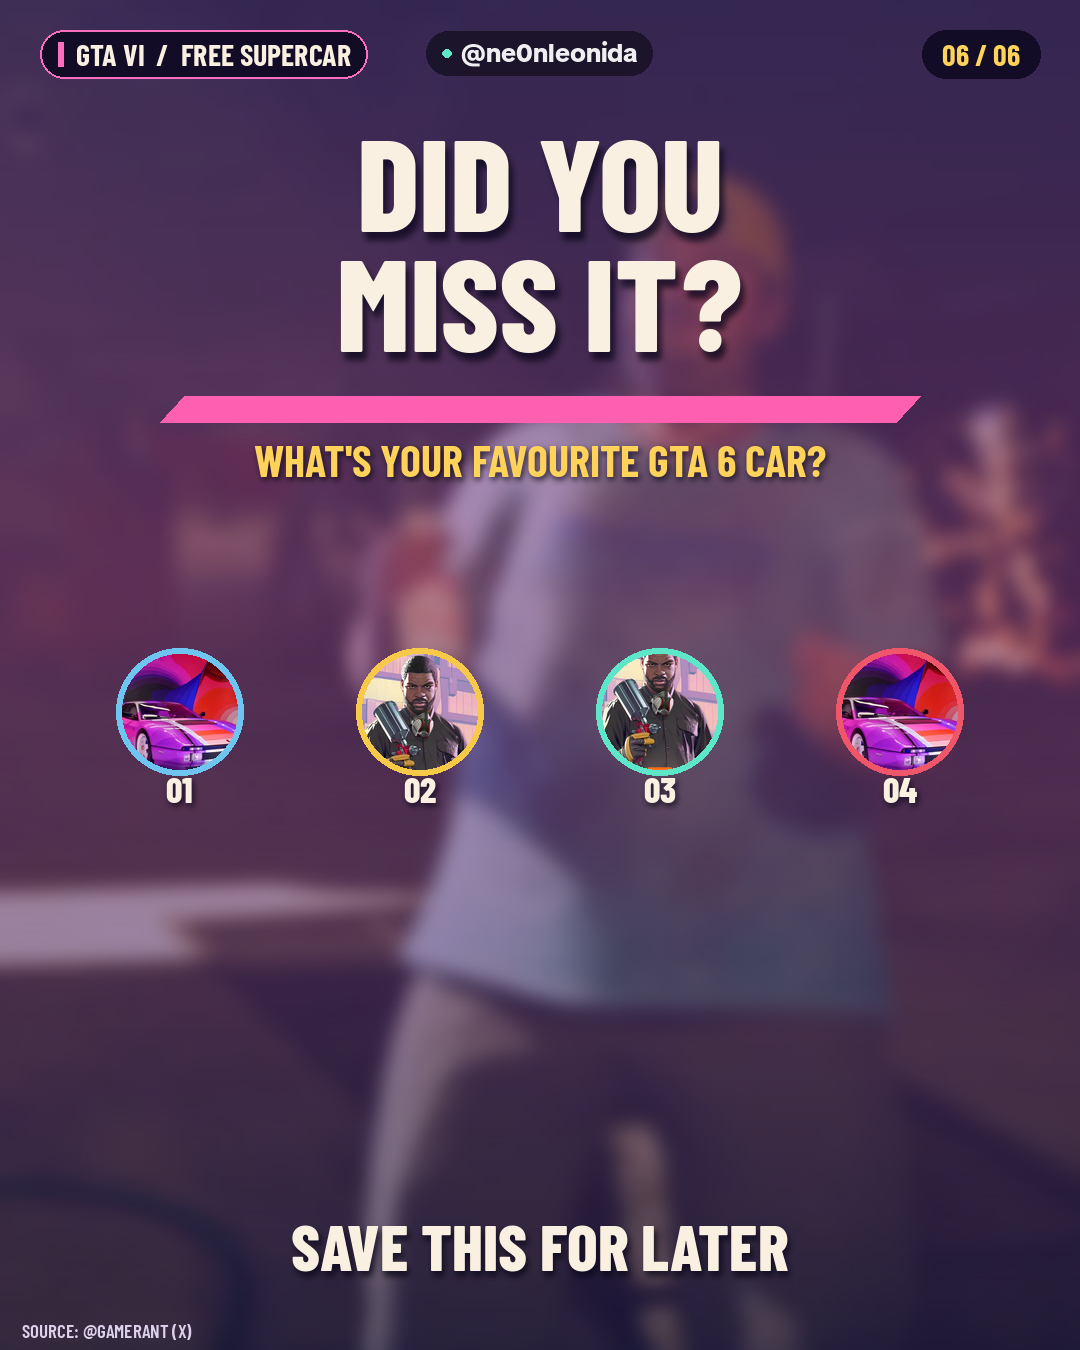 GTA VI / FREE SUPERCAR
@ne0nleonida
06 / 06
DID YOU
MISS IT?
WHAT'S YOUR FAVOURITE GTA 6 CAR?
01
02
03
04
SAVE THIS FOR LATER
SOURCE: @GAMERANT (X)